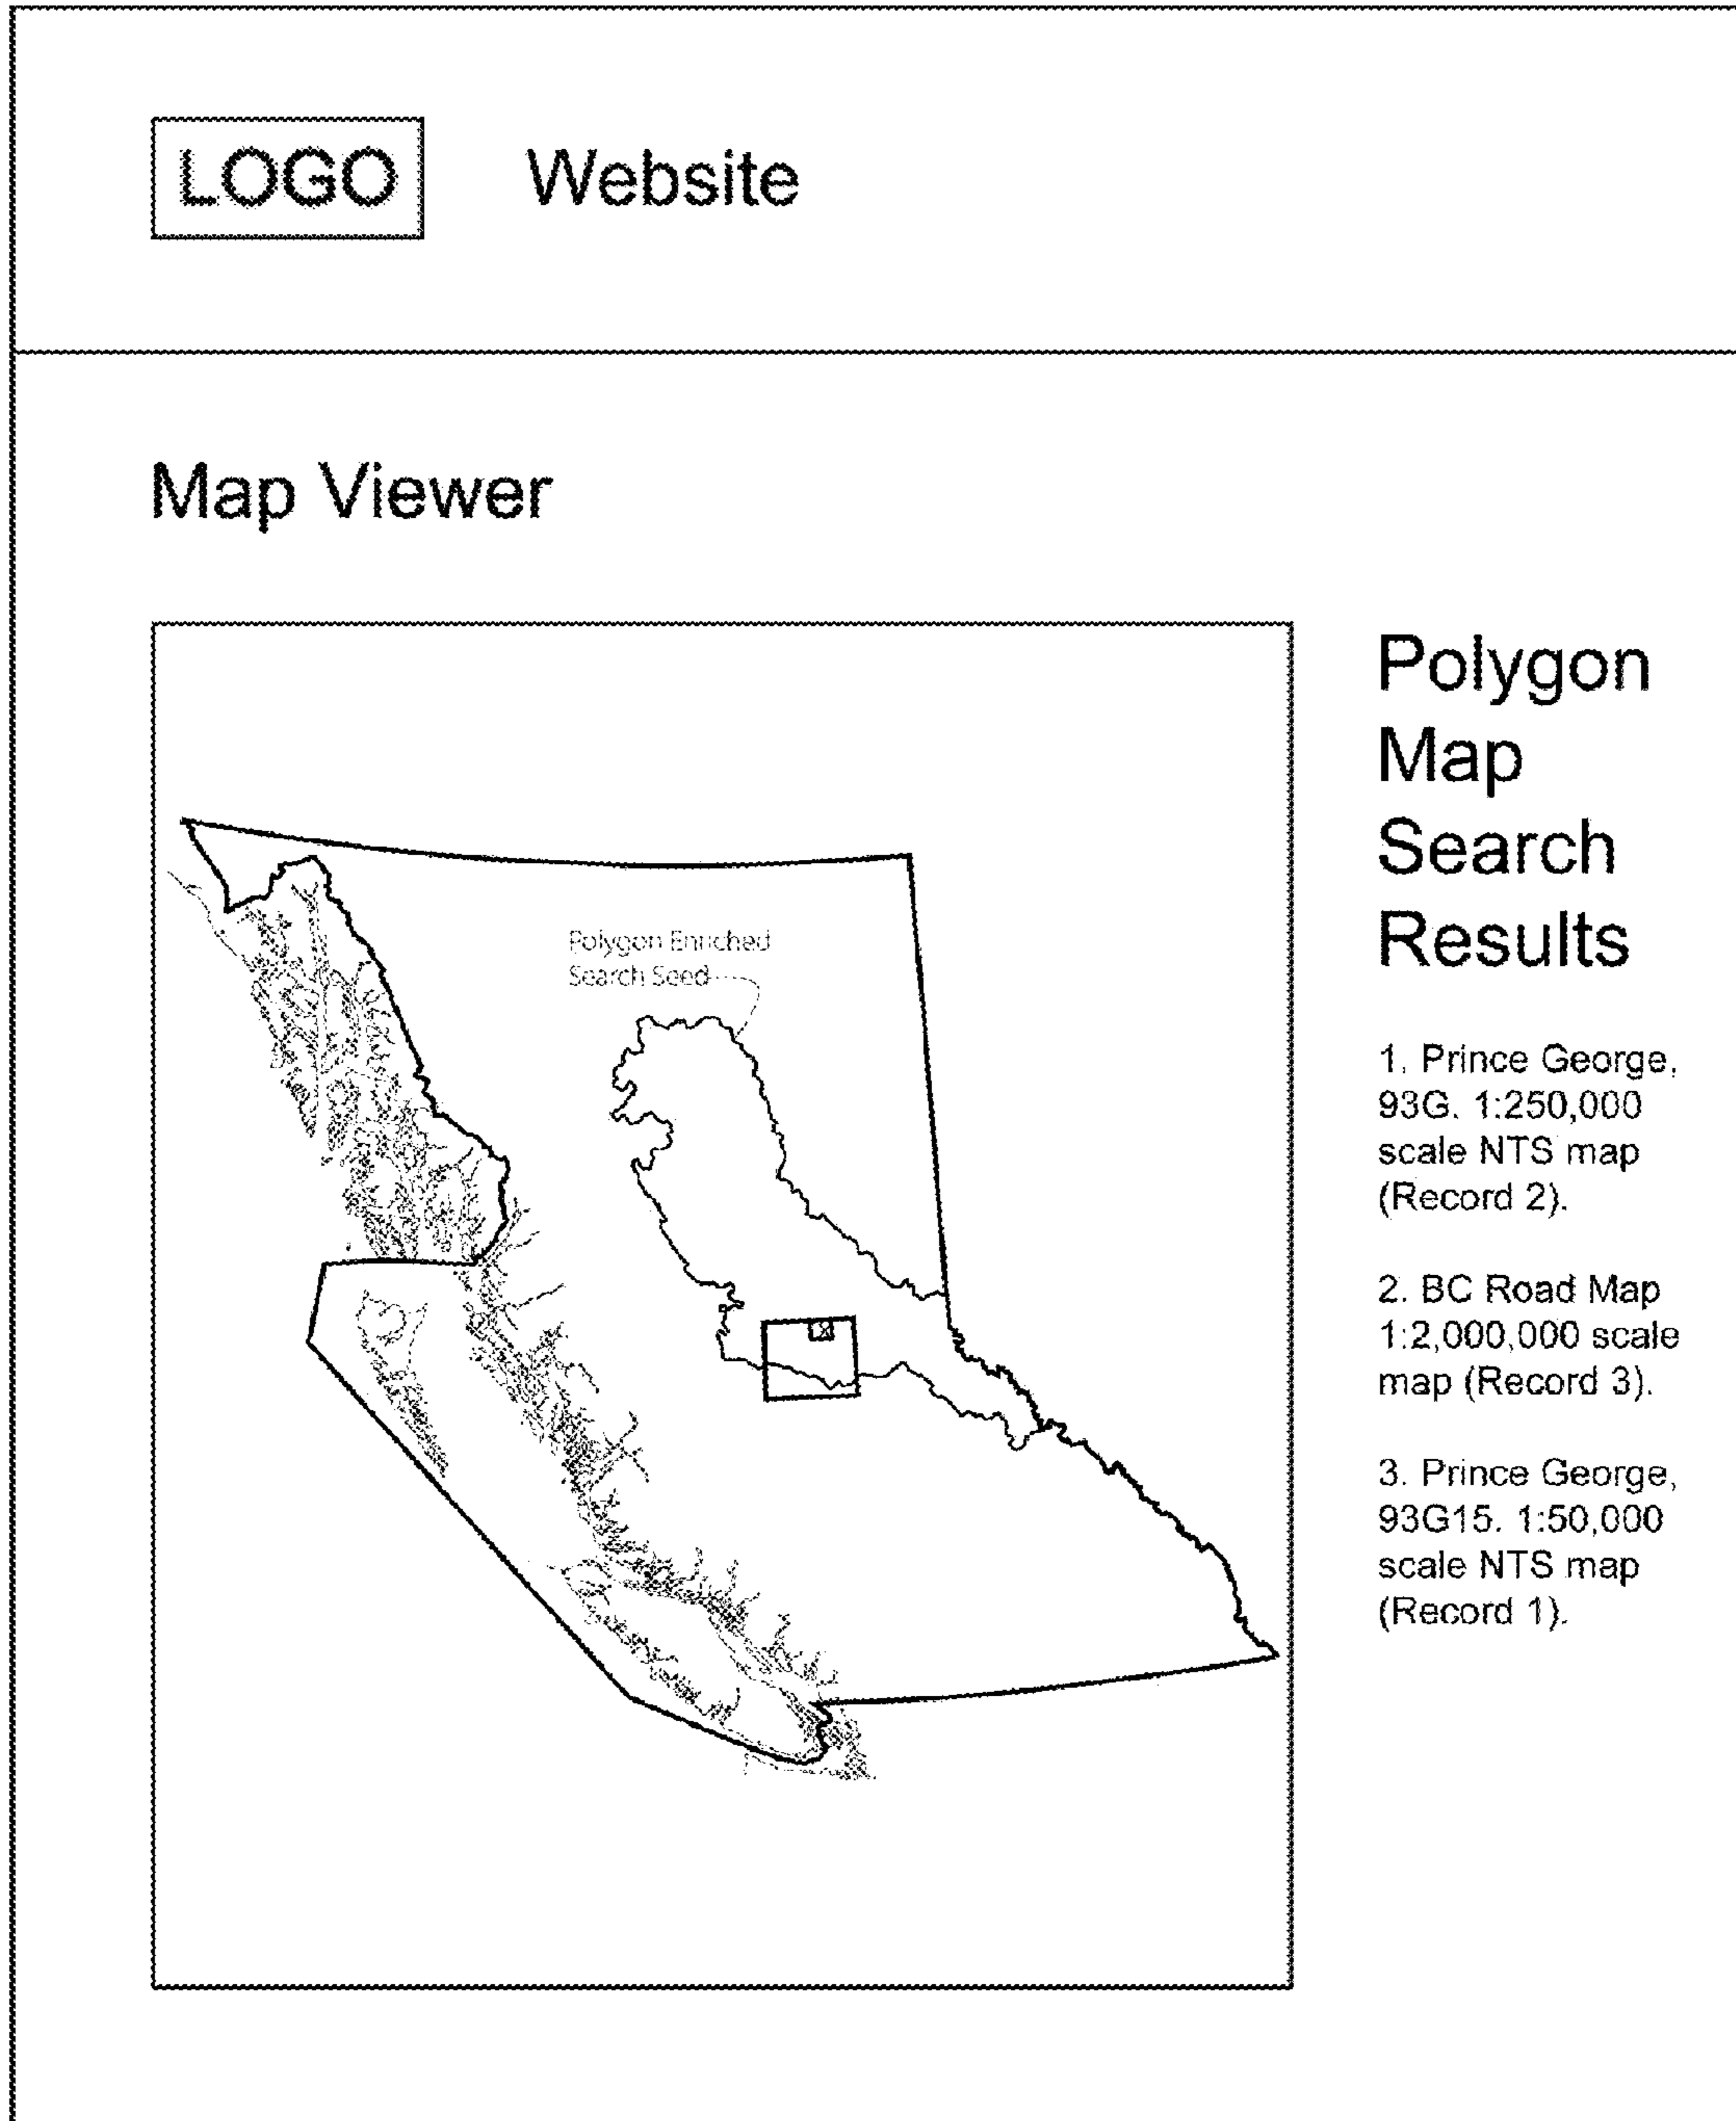 LOGO
Website
Map Viewer
Polygon Enriched
Search Seed
Polygon
Map
Search
Results
1. Prince George,
93G. 1:250,000
scale NTS map
(Record 2).
2. BC Road Map
1:2,000,000 scale
map (Record 3).
3. Prince George,
93G15. 1:50,000
scale NTS map
(Record 1).